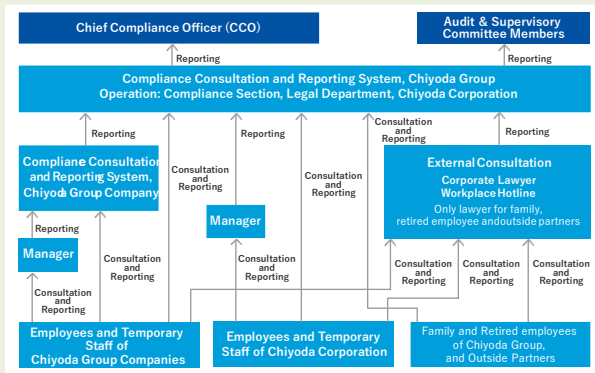 Chief Compliance Officer (CCO)
Audit & Supervisory
Committee Members
Reporting
Reporting
Compliance Consultation and Reporting System, Chiyoda Group
Operation: Compliance Section, Legal Department, Chiyoda Corporation
Reporting
Consultation
and
Reporting
Reporting
Consultation
and
Reporting
Consultation
and
Reporting
Reporting
Compliance Consultation
and Reporting System,
Chiyoda Group Company
External Consultation
Corporate Lawyer
Workplace Hotline
Only lawyer for family,
retired employee andoutside partners
Reporting
Manager
Manager
Consultation
and
Reporting
Consultation
and
Reporting
Consultation
and
Reporting
Consultation
and
Reporting
Consultation
and
Reporting
Consultation
and
Reporting
Consultation
and
Reporting
Employees and Temporary
Staff of
Chiyoda Group Companies
Employees and Temporary
Staff of Chiyoda Corporation
Family and Retired employees
of Chiyoda Group,
and Outside Partners